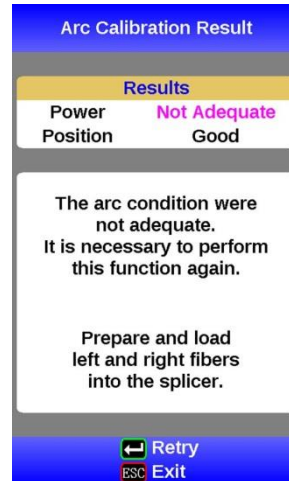 Arc Calibration Result
Results
Power Not Adequate
Position Good
The arc condition were
not adequate.
It is necessary to perform
this function again.
Prepare and load
left and right fibers
into the splicer.
Retry
ESC Exit